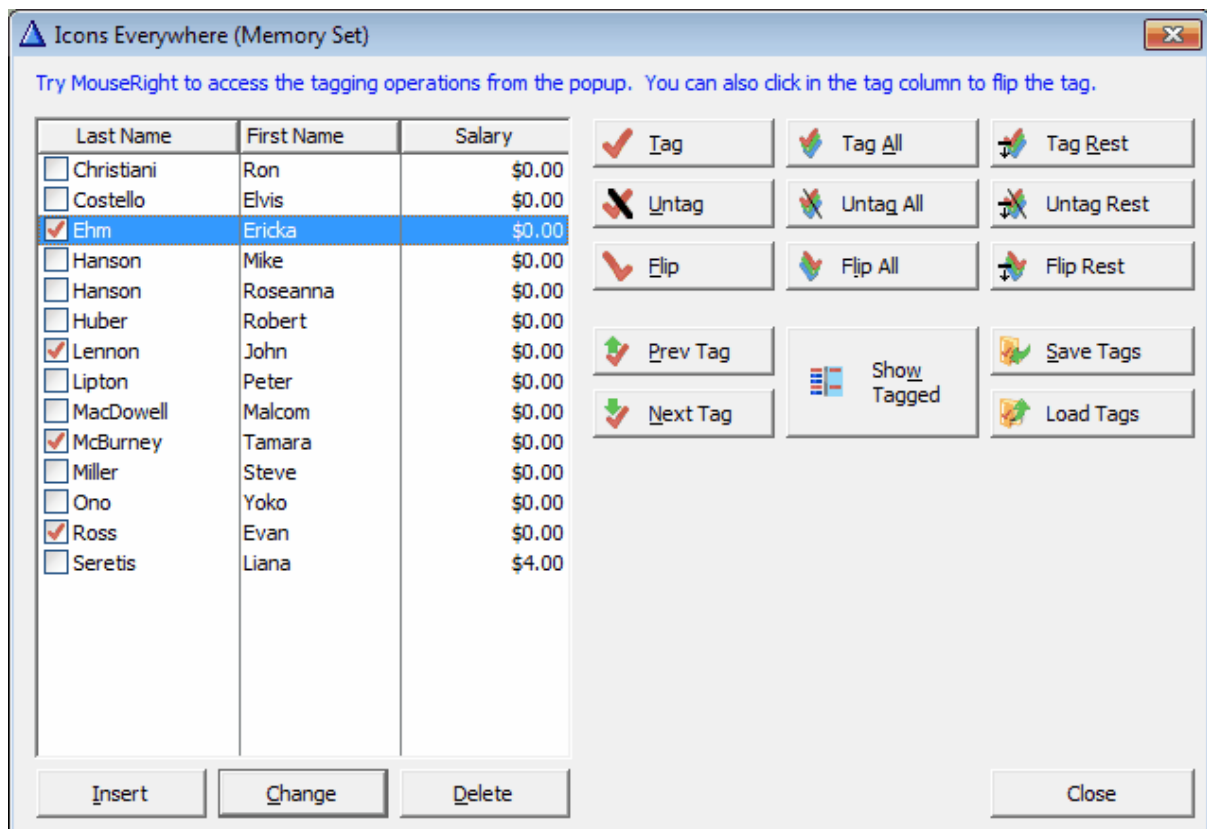 Icons Everywhere (Memory Set)
Try MouseRight to access the tagging operations from the popup. You can also click in the tag column to flip the tag.
Last Name First Name Salary
Christiani Ron $0.00
Costello Elvis $0.00
Ehm Ericka $0.00
Hanson Mike $0.00
Hanson Roseanna $0.00
Huber Robert $0.00
Lennon John $0.00
Lipton Peter $0.00
MacDowell Malcom $0.00
McBurney Tamara $0.00
Miller Steve $0.00
Ono Yoko $0.00
Ross Evan $0.00
Seretis Liana $4.00
Tag Tag All Tag Rest
Untag Untag All Untag Rest
Flip Flip All Flip Rest
Prev Tag
Next Tag
Show
Tagged
Save Tags
Load Tags
Insert Change Delete Close